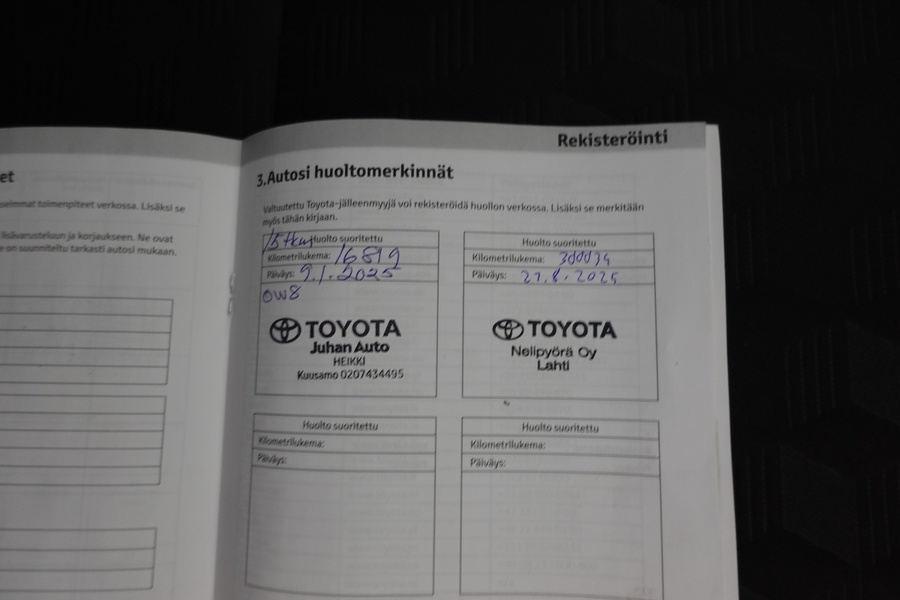 et
seimmat toimenpiteet verkossa. Lisäksi se
lisävarusteluun ja korjaukseen. Ne ovat
e on suunniteltu tarkasti autosi mukaan.
Rekisteröinti
3.Autosi huoltomerkinnät
Valtuutettu Toyota-jälleenmyyjä voi rekisteröidä huollon verkossa. Lisäksi se merkitään
myös tähän kirjaan.
15tkm Huolto suoritettu
Kilometrilukema: 16819
Päiväys: 9.1.2025
OW8
TOYOTA
Juhan Auto
HEIKKI
Kuusamo 0207434495
Huolto suoritettu
Kilometrilukema:
Päiväys: 27.8.2025
TOYOTA
Nelipyörä Oy
Lahti
Huolto suoritettu
Kilometrilukema:
Päiväys:
Huolto suoritettu
Kilometrilukema:
Päiväys: